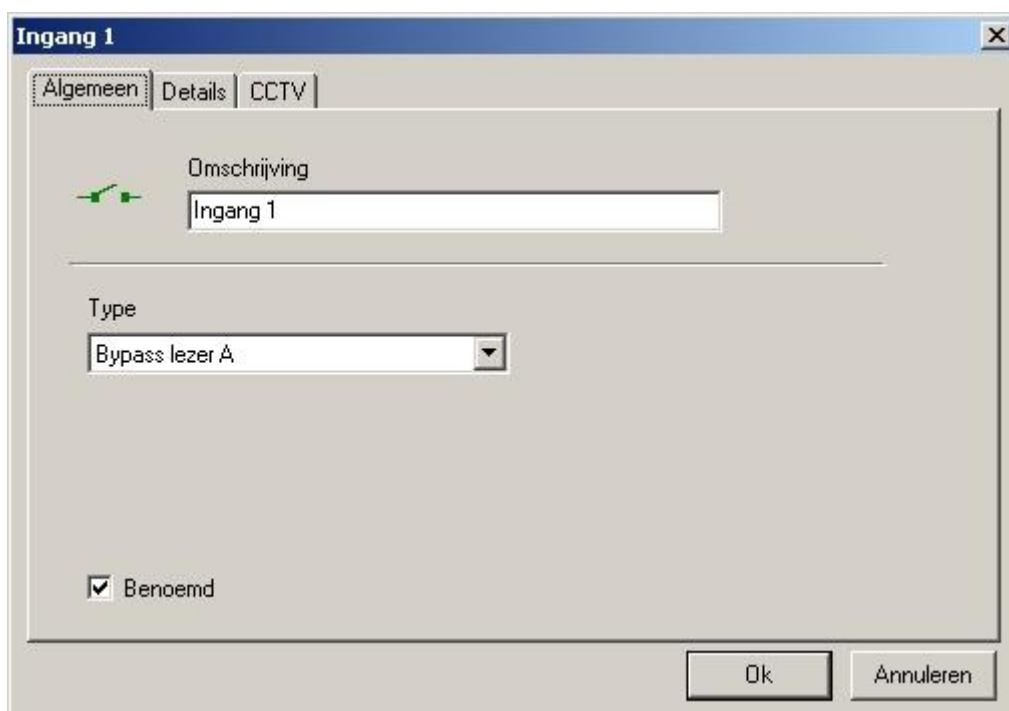 Ingang 1
Algemeen Details CCTV
Omschrijving
Ingang 1
Type
Bypass lezer A
Benoemd
Ok Annuleren